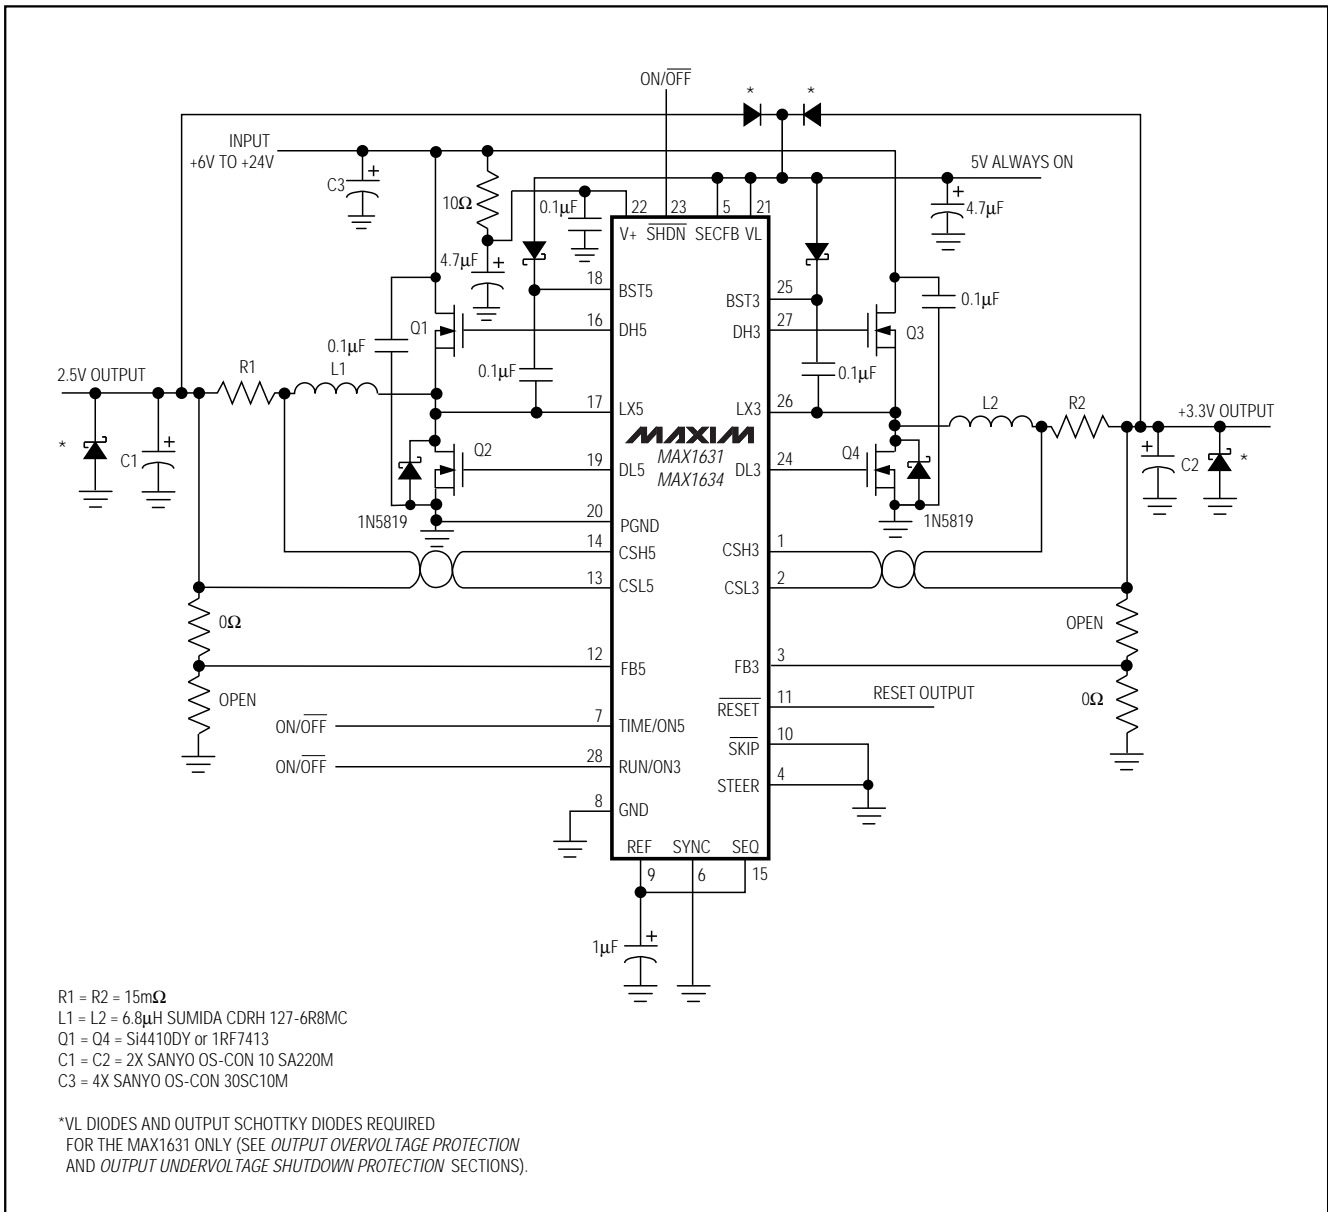 ON/OFF
*
*
INPUT
+6V TO +24V
5V ALWAYS ON
C3
+
10Ω
0.1µF
22
23
5
21
+
4.7µF
V+
SHDN
SECFB
VL
4.7µF
+
18
BST5
25
BST3
0.1µF
Q1
16
DH5
27
DH3
Q3
0.1µF
0.1µF
0.1µF
2.5V OUTPUT
R1
L1
17
LX5
26
LX3
L2
R2
+3.3V OUTPUT
MAXIM
MAX1631
MAX1634
*
C1
+
Q2
19
DL5
24
DL3
Q4
+
C2
*
1N5819
20
PGND
1N5819
14
CSH5
1
CSH3
13
CSL5
2
CSL3
0Ω
OPEN
12
FB5
3
FB3
OPEN
11
RESET
RESET OUTPUT
0Ω
ON/OFF
7
TIME/ON5
10
SKIP
ON/OFF
28
RUN/ON3
4
STEER
8
GND
REF
SYNC
SEQ
9
6
15
1µF
+
R1 = R2 = 15mΩ
L1 = L2 = 6.8µH SUMIDA CDRH 127-6R8MC
Q1 = Q4 = Si4410DY or 1RF7413
C1 = C2 = 2X SANYO OS-CON 10 SA220M
C3 = 4X SANYO OS-CON 30SC10M
*VL DIODES AND OUTPUT SCHOTTKY DIODES REQUIRED
FOR THE MAX1631 ONLY (SEE OUTPUT OVERVOLTAGE PROTECTION
AND OUTPUT UNDERVOLTAGE SHUTDOWN PROTECTION SECTIONS).